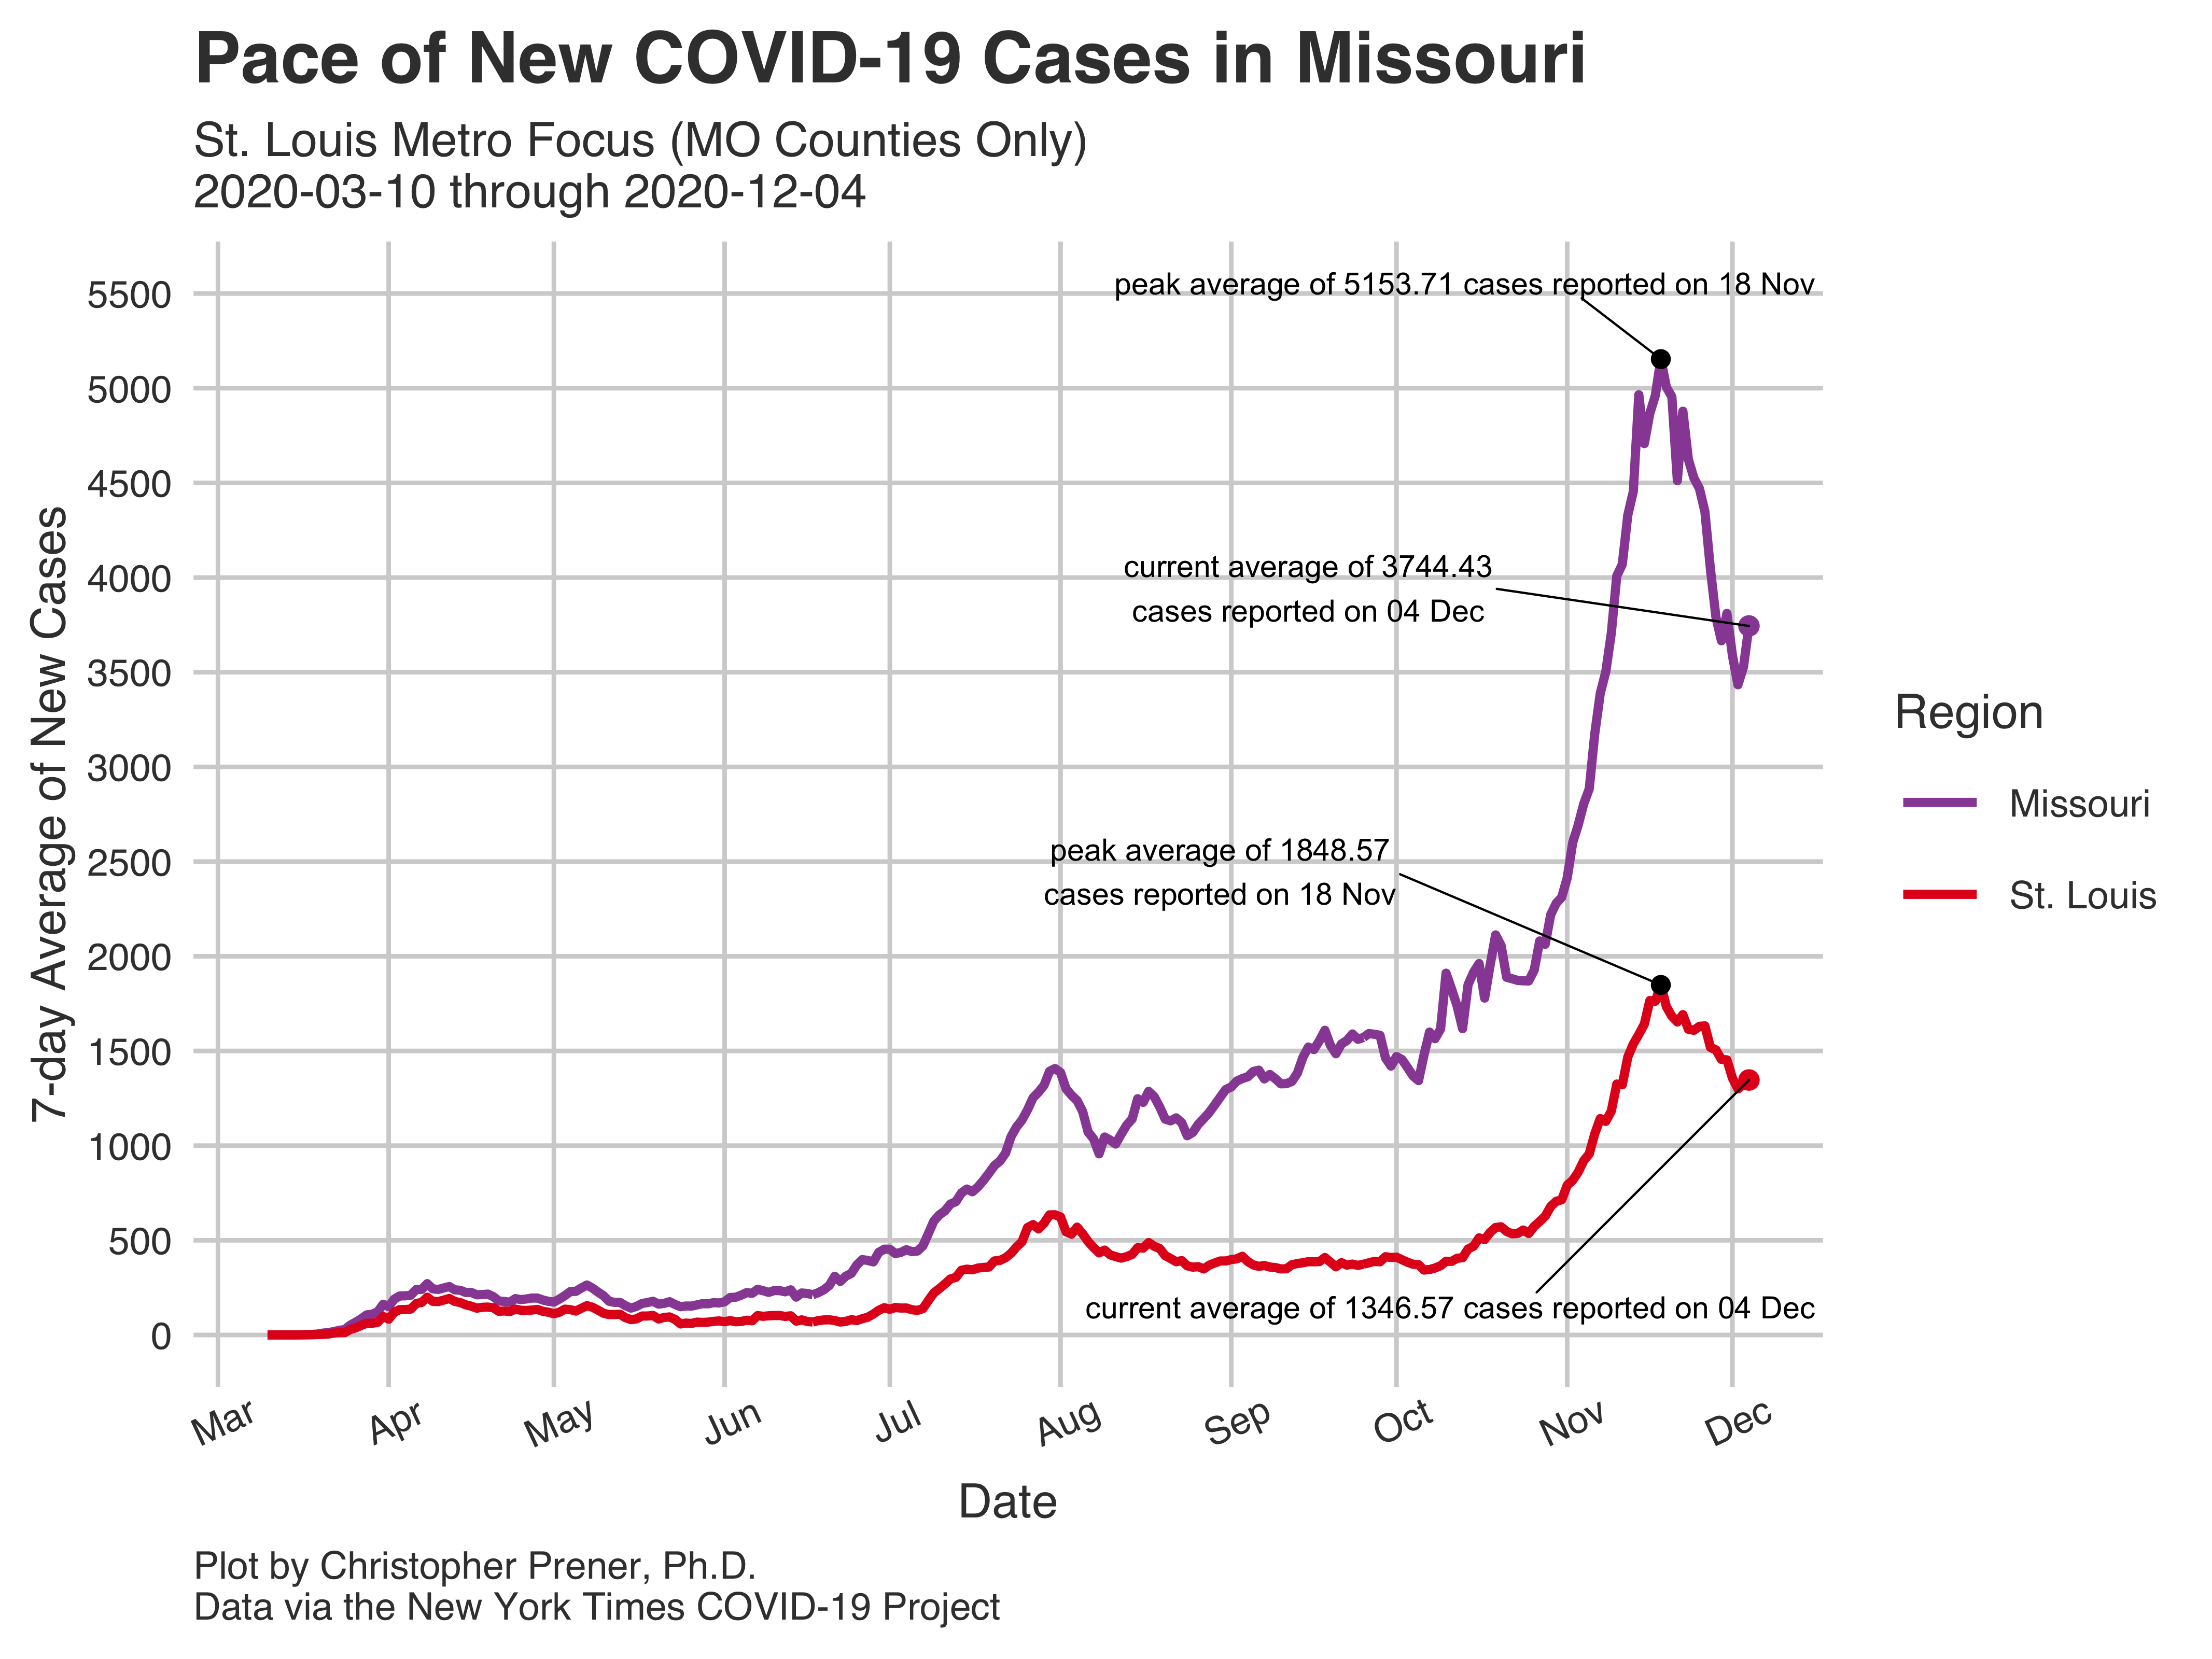 Pace of New COVID-19 Cases in Missouri
St. Louis Metro Focus (MO Counties Only)
2020-03-10 through 2020-12-04
7-day Average of New Cases
5500
5000
4500
4000
3500
3000
2500
2000
1500
1000
500
0
peak average of 5153.71 cases reported on 18 Nov
current average of 3744.43
cases reported on 04 Dec
peak average of 1848.57
cases reported on 18 Nov
current average of 1346.57 cases reported on 04 Dec
Region
Missouri
St. Louis
Mar
Apr
May
Jun
Jul
Aug
Sep
Oct
Nov
Dec
Date
Plot by Christopher Prener, Ph.D.
Data via the New York Times COVID-19 Project